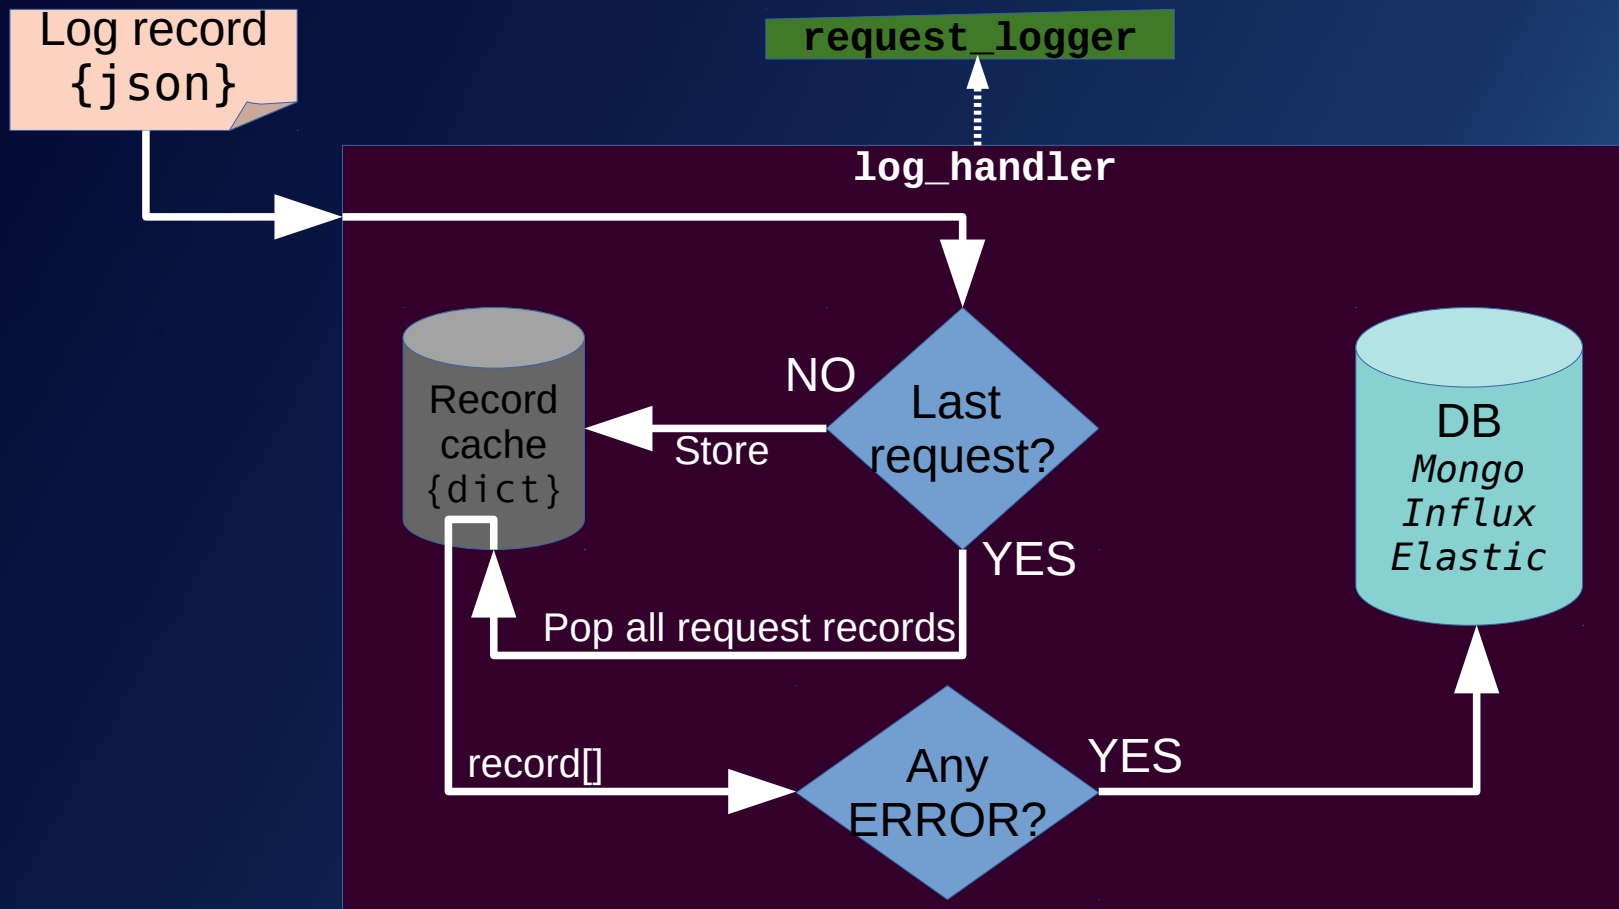 Log record
{json}
request_logger
log_handler
NO
Last
request?
Store
Record
cache
{dict}
DB
Mongo
Influx
Elastic
YES
Pop all request records
record[]
Any
ERROR?
YES